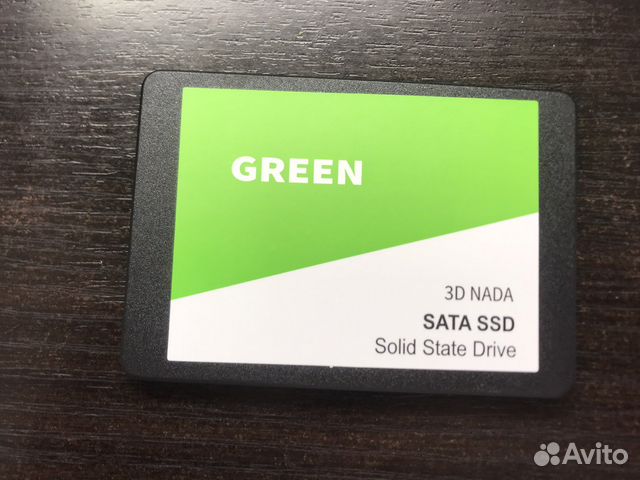 GREEN
3D NADA
SATA SSD
Solid State Drive
Avito